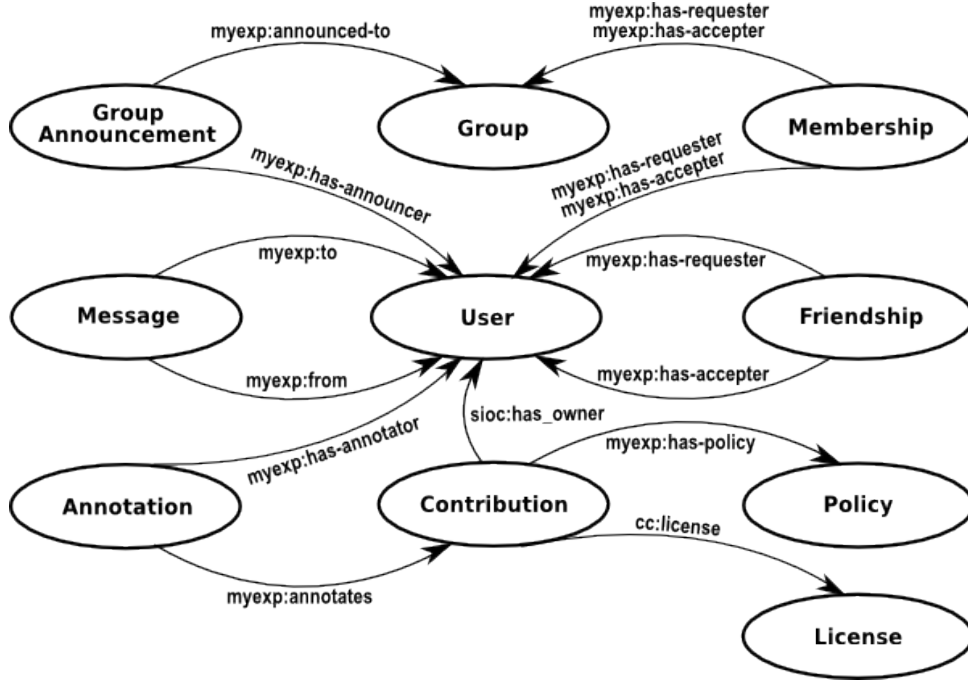 myexp:announced-to
myexp:has-requester
myexp:has-accepter
Group
Announcement
Group
Membership
myexp:has-announcer
myexp:has-requester
myexp:has-accepter
myexp:to
myexp:has-requester
Message
User
Friendship
myexp:from
myexp:has-accepter
myexp:has-annotator
sioc:has_owner
myexp:has-policy
Annotation
Contribution
Policy
cc:license
myexp:annotates
License